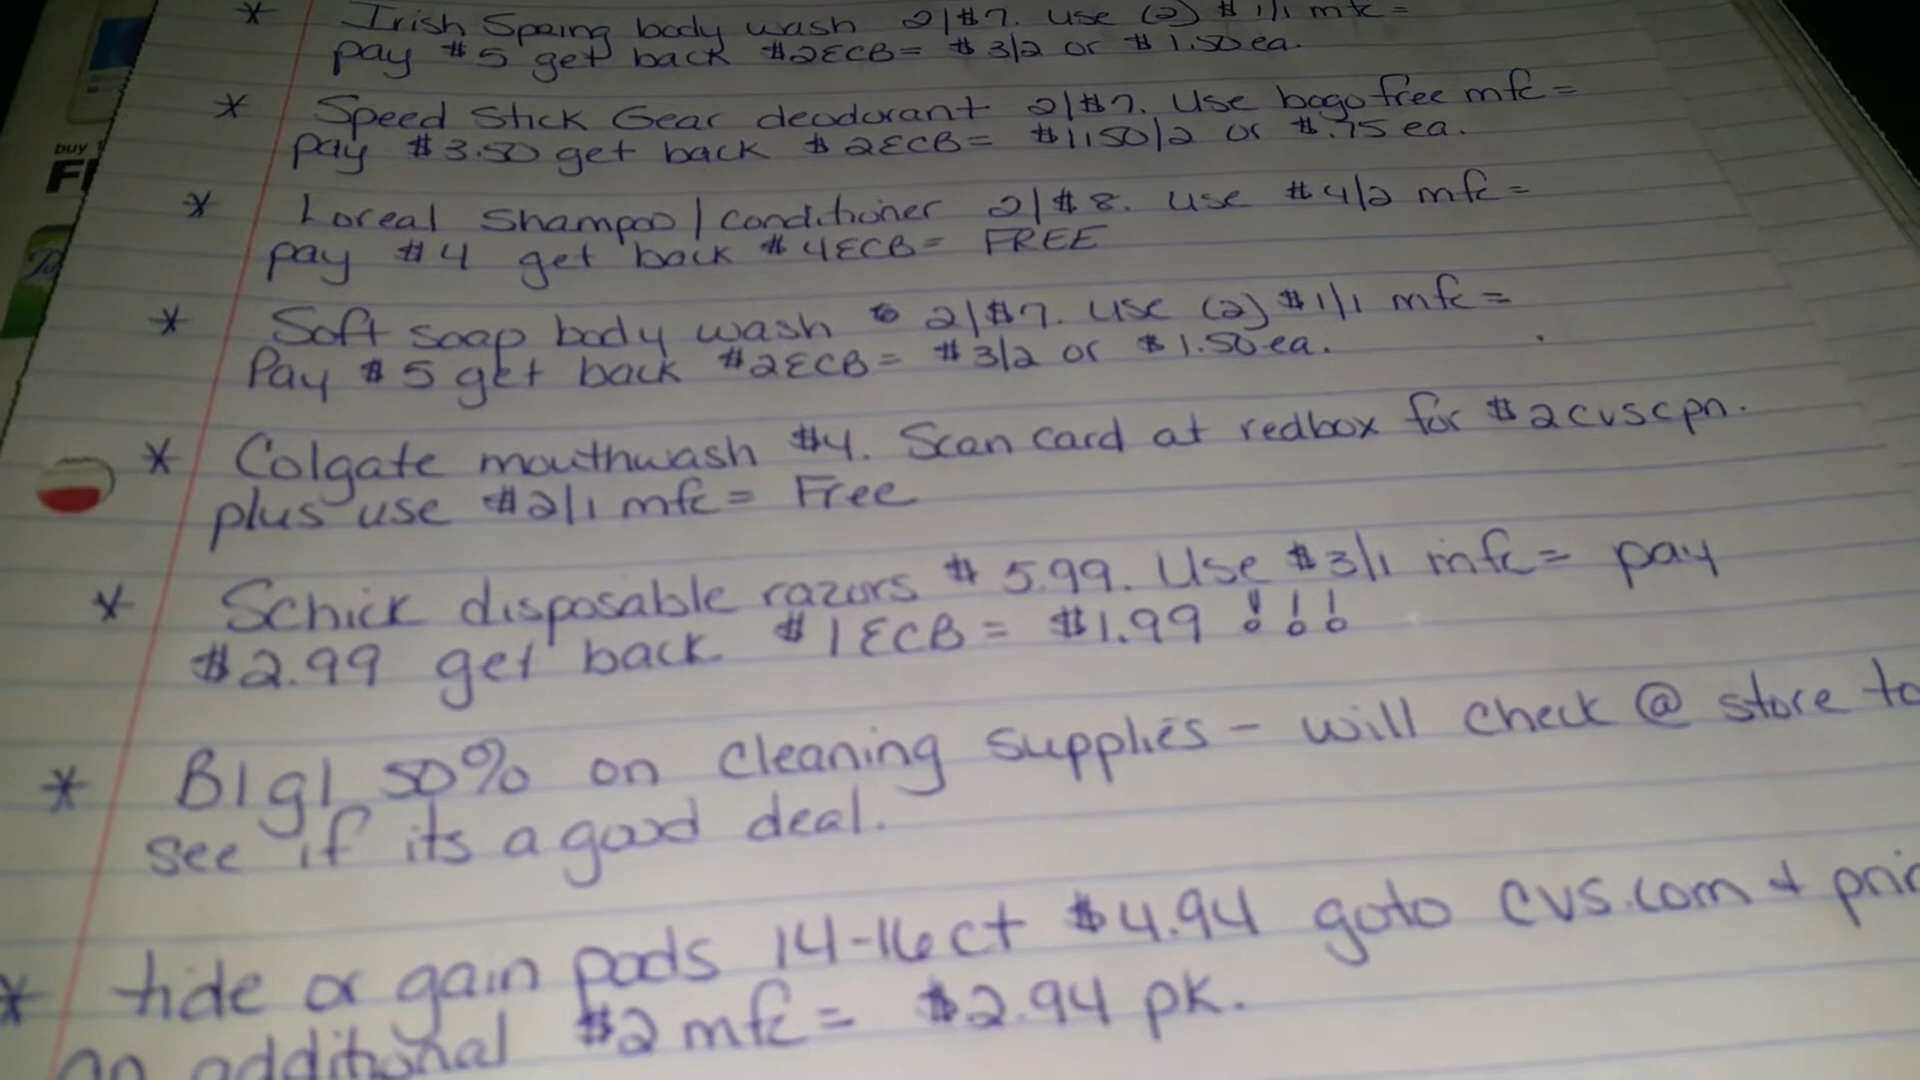 * Irish Spring body wash 2/$7. use (2) $1/1 mfc =
pay $5 get back $2ECB= $3/2 or $1.50 ea.
* Speed Stick Gear deodorant 2/$7. Use bogo free mfc =
pay $3.50 get back $2ECB= $1.50/2 or $.75 ea.
* Loreal Shampoo/conditioner 2/$8. use $4/2 mfc =
pay $4 get back $4ECB= FREE
* Soft soap body wash 2/$7. use (2) $1/1 mfc =
Pay $5 get back $2ECB= $3/2 or $1.50 ea.
* Colgate mouthwash $4. Scan card at redbox for $2 cvs cpn.
plus use $2/1 mfc= Free
* Schick disposable razors $5.99. Use $3/1 mfc= pay
$2.99 get back $1ECB= $1.99 !!!
* B1g1 50% on cleaning supplies - will check @ store to
see if its a good deal.
* tide or gain pods 14-16ct $4.94 goto cvs.com + prin
an additional $2 mfc= $2.94 pk.
buy